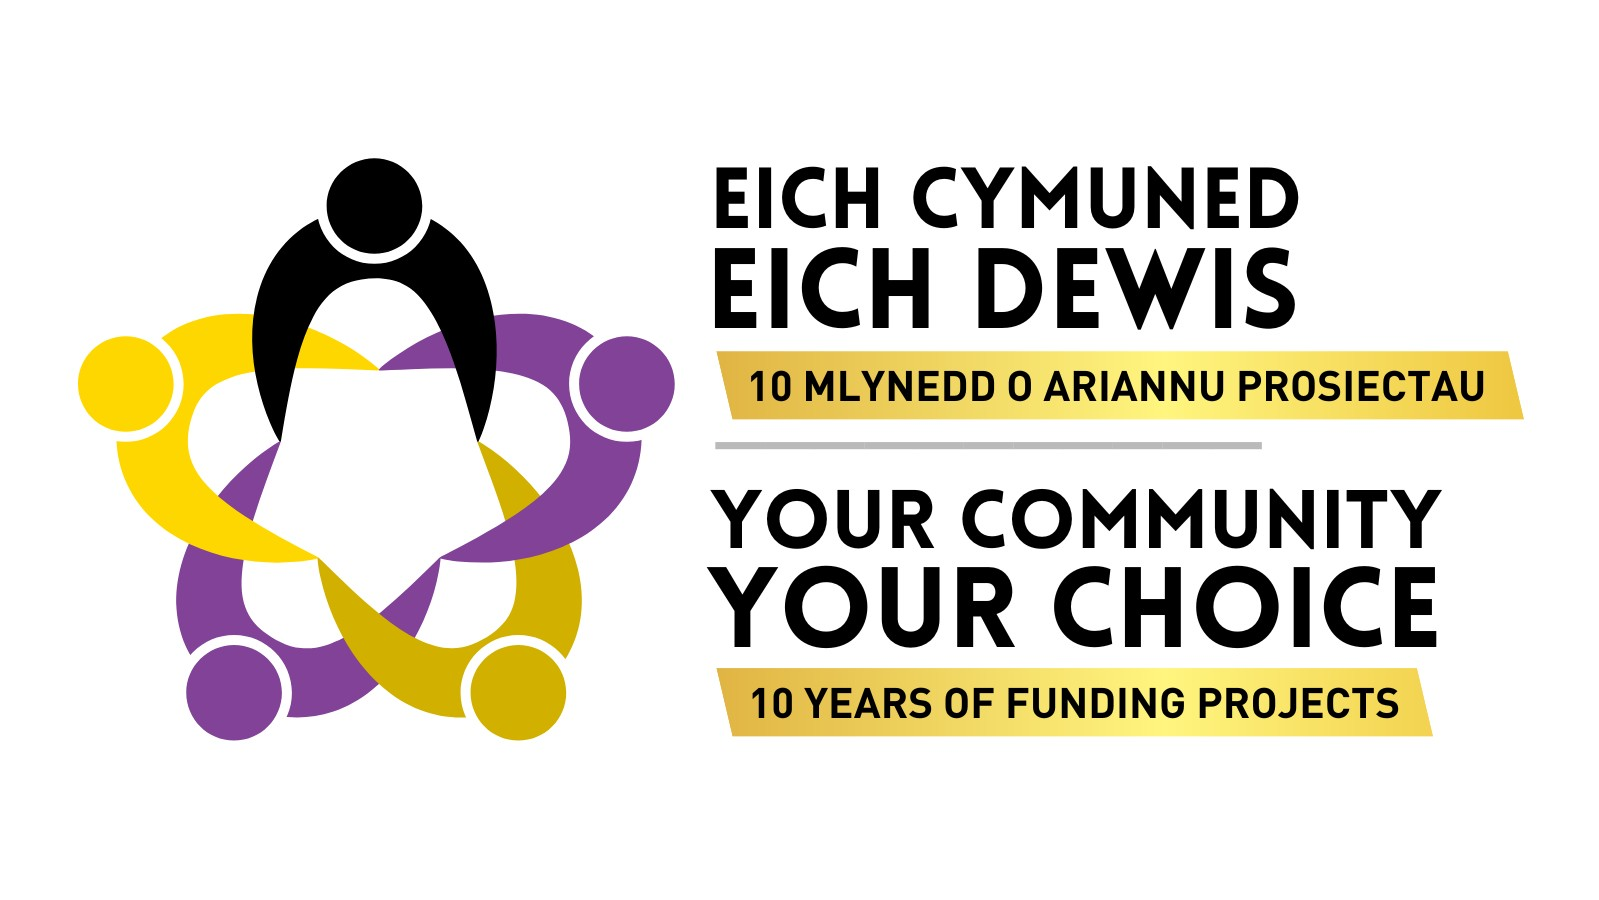 EICH CYMUNED
EICH DEWIS
10 MLYNEDD O ARIANNU PROSIECTAU
YOUR COMMUNITY
YOUR CHOICE
10 YEARS OF FUNDING PROJECTS